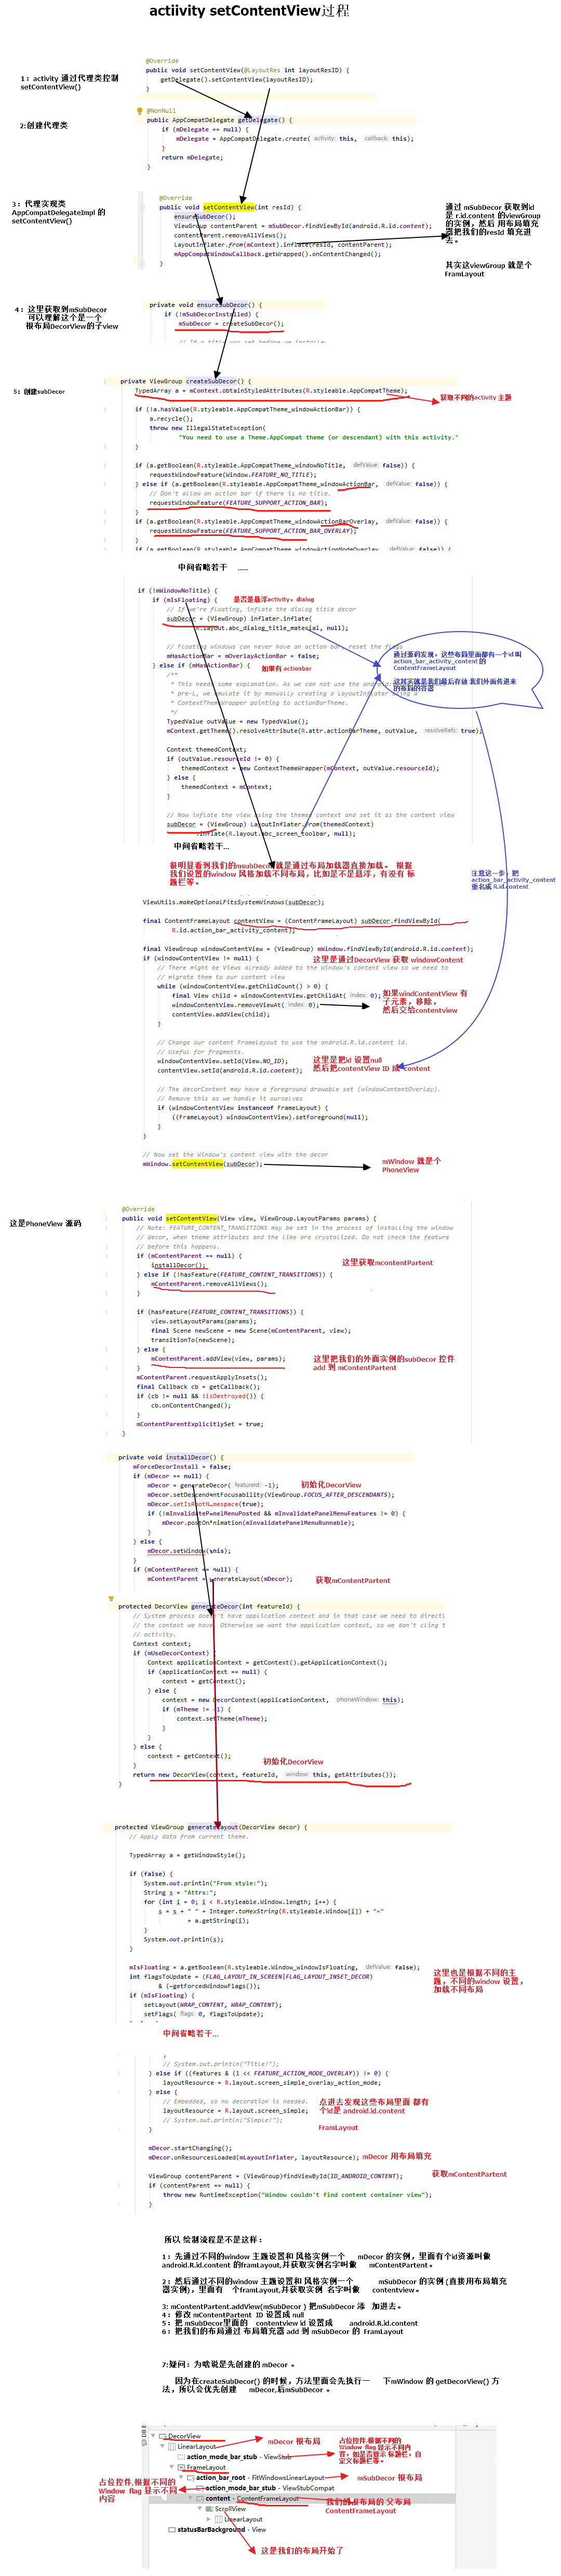 actiivity setContentView过程
1：activity 通过代理类控制
setContentView()
@Override
public void setContentView(@LayoutRes int layoutResID) {
getDelegate().setContentView(layoutResID);
}
2:创建代理类
@NonNull
public AppCompatDelegate getDelegate() {
if (mDelegate == null) {
mDelegate = AppCompatDelegate.create( activity: this, callback: this);
}
return mDelegate;
}
3：代理实现类
AppCompatDelegateImpl 的
setContentView()
@Override
public void setContentView(int resId) {
ensureSubDecor();
ViewGroup contentParent = mSubDecor.findViewById(android.R.id.content);
contentParent.removeAllViews();
LayoutInflater.from(mContext).inflate(resId, contentParent);
mAppCompatWindowCallback.getWrapped().onContentChanged();
}
通过 mSubDecor 获取到id
是 r.id.content 的viewGroup
的实例，然后 用布局填充
器把我们的resId 填充进
去。
其实这viewGroup 就是个
FramLayout
4：这里获取到mSubDecor
可以理解这个是一个
根布局DecorView的子view
private void ensureSubDecor() {
if (!mSubDecorInstalled) {
mSubDecor = createSubDecor();
5：创建subDecor
private ViewGroup createSubDecor() {
TypedArray a = mContext.obtainStyledAttributes(R.styleable.AppCompatTheme);
获取不同的activity 主题
if (!a.hasValue(R.styleable.AppCompatTheme_windowActionBar)) {
a.recycle();
throw new IllegalStateException(
"You need to use a Theme.AppCompat theme (or descendant) with this activity."
}
if (a.getBoolean(R.styleable.AppCompatTheme_windowNoTitle, defValue: false)) {
requestWindowFeature(Window.FEATURE_NO_TITLE);
} else if (a.getBoolean(R.styleable.AppCompatTheme_windowActionBar, defValue: false)) {
// Don't allow an action bar if there is no title.
requestWindowFeature(FEATURE_SUPPORT_ACTION_BAR);
}
if (a.getBoolean(R.styleable.AppCompatTheme_windowActionBarOverlay, defValue: false)) {
requestWindowFeature(FEATURE_SUPPORT_ACTION_BAR_OVERLAY);
}
if (a.getBoolean(R.styleable.AppCompatTheme_windowActionModeOverlay, defValue: false)) {
中间省略若干 .....
if (!mWindowNoTitle) {
if (mIsFloating) { 是否是悬浮activity，dialog
// If we're floating, inflate the dialog title decor
subDecor = (ViewGroup) inflater.inflate(
R.layout.abc_dialog_title_material, null);
// Floating windows can never have an action bar, reset the flags
mHasActionBar = mOverlayActionBar = false;
} else if (mHasActionBar) { 如果有 actionbar
/**
* This needs some explanation. As we can not use the android:
* pre-L, we emulate it by manually creating a LayoutInflater using a
* ContextThemeWrapper pointing to actionBarTheme.
*/
TypedValue outValue = new TypedValue();
mContext.getTheme().resolveAttribute(R.attr.actionBarTheme, outValue, resolveRefs: true);
通过源码发现，这些布局里面都有一个id 叫
action_bar_activity_content 的
ContentFrameLayout
这其实就是我们最后存放 我们外面传进来
的布局的容器
Context themedContext;
if (outValue.resourceId != 0) {
themedContext = new ContextThemeWrapper(mContext, outValue.resourceId);
} else {
themedContext = mContext;
}
// Now inflate the view using the themed context and set it as the content view
subDecor = (ViewGroup) LayoutInflater.from(themedContext)
.inflate(R.layout.abc_screen_toolbar, null);
中间省略若干...
很明显看到我们的msubDecor 就是通过布局加载器直接加载。 根据
我们设置的window 风格加载不同布局，比如是不是悬浮，有没有 标
题栏等。
注意这一步，把
action_bar_activity_content
重名成 R.id.content
ViewUtils.makeOptionalFitsSystemWindows(subDecor);
final ContentFrameLayout contentView = (ContentFrameLayout) subDecor.findViewById(
R.id.action_bar_activity_content);
final ViewGroup windowContentView = (ViewGroup) mWindow.findViewById(android.R.id.content);
if (windowContentView != null) { 这里是通过DecorView 获取 windowContent
// There might be Views already added to the Window's content view so we need to
// migrate them to our content view
while (windowContentView.getChildCount() > 0) {
final View child = windowContentView.getChildAt( index: 0);
windowContentView.removeViewAt( index: 0);
contentView.addView(child);
}
如果windContentView 有
子元素，移除，
然后交给contentview
// Change our content FrameLayout to use the android.R.id.content id.
// Useful for fragments.
windowContentView.setId(View.NO_ID);
contentView.setId(android.R.id.content);
这里是把id 设置null
然后把contentView ID 成 content
// The decorContent may have a foreground drawable set (windowContentOverlay).
// Remove this as we handle it ourselves
if (windowContentView instanceof FrameLayout) {
((FrameLayout) windowContentView).setForeground(null);
}
}
// Now set the Window's content view with the decor
mWindow.setContentView(subDecor);
mWindow 就是个
PhoneView
这是PhoneView 源码
@Override
public void setContentView(View view, ViewGroup.LayoutParams params) {
// Note: FEATURE_CONTENT_TRANSITIONS may be set in the process of installing the window
// decor, when theme attributes and the like are crystalized. Do not check the feature
// before this happens.
if (mContentParent == null) {
installDecor();
} else if (!hasFeature(FEATURE_CONTENT_TRANSITIONS)) {
mContentParent.removeAllViews();
}
这里获取mcontentPartent
if (hasFeature(FEATURE_CONTENT_TRANSITIONS)) {
view.setLayoutParams(params);
final Scene newScene = new Scene(mContentParent, view);
transitionTo(newScene);
} else {
mContentParent.addView(view, params);
}
这里把我们的外面实例的subDecor 控件
add 到 mContentPartent
mContentParent.requestApplyInsets();
final Callback cb = getCallback();
if (cb != null && !isDestroyed()) {
cb.onContentChanged();
}
mContentParentExplicitlySet = true;
}
private void installDecor() {
mForceDecorInstall = false;
if (mDecor == null) {
mDecor = generateDecor( featureId: -1); 初始化DecorView
mDecor.setDescendantFocusability(ViewGroup.FOCUS_AFTER_DESCENDANTS);
mDecor.setIsRootNamespace(true);
if (!mInvalidatePanelMenuPosted && mInvalidatePanelMenuFeatures != 0) {
mDecor.postOnAnimation(mInvalidatePanelMenuRunnable);
}
} else {
mDecor.setWindow(this);
}
if (mContentParent == null) {
mContentParent = generateLayout(mDecor); 获取mContentPartent
protected DecorView generateDecor(int featureId) {
// System process doesn't have application context and in that case we need to directl
// the context we have. Otherwise we want the application context, so we don't cling t
// activity.
Context context;
if (mUseDecorContext) {
Context applicationContext = getContext().getApplicationContext();
if (applicationContext == null) {
context = getContext();
} else {
context = new DecorContext(applicationContext, phoneWindow: this);
if (mTheme != -1) {
context.setTheme(mTheme);
}
}
} else {
context = getContext();
}
初始化DecorView
return new DecorView(context, featureId, window: this, getAttributes());
}
protected ViewGroup generateLayout(DecorView decor) {
// Apply data from current theme.
TypedArray a = getWindowStyle();
if (false) {
System.out.println("From style:");
String s = "Attrs:";
for (int i = 0; i < R.styleable.Window.length; i++) {
s = s + " " + Integer.toHexString(R.styleable.Window[i]) + "="
+ a.getString(i);
}
System.out.println(s);
}
mIsFloating = a.getBoolean(R.styleable.Window_windowIsFloating, defValue: false);
int flagsToUpdate = (FLAG_LAYOUT_IN_SCREEN|FLAG_LAYOUT_INSET_DECOR)
& (~getForcedWindowFlags());
if (mIsFloating) {
setLayout(WRAP_CONTENT, WRAP_CONTENT);
setFlags( flags: 0, flagsToUpdate);
这里也是根据不同的主
题，不同的window 设置，
加载不同布局
中间省略若干...
// System.out.println("Title!");
} else if ((features & (1 << FEATURE_ACTION_MODE_OVERLAY)) != 0) {
layoutResource = R.layout.screen_simple_overlay_action_mode;
} else {
// Embedded, so no decoration is needed.
layoutResource = R.layout.screen_simple;
// System.out.println("Simple!");
}
点进去发现这些布局里面 都有
个id是 android.id.content
FramLayout
mDecor.startChanging();
mDecor.onResourcesLoaded(mLayoutInflater, layoutResource); mDecor 用布局填充
ViewGroup contentParent = (ViewGroup)findViewById(ID_ANDROID_CONTENT); 获取mContentPartent
if (contentParent == null) {
throw new RuntimeException("Window couldn't find content container view");
}
所以 绘制流程是不是这样：
1：先通过不同的window 主题设置和 风格实例一个 mDecor 的实例，里面有个id资源叫做
android.R.id.content 的framLayout,并获取实例名字叫做 mContentPartent。
2：然后通过不同的window 主题设置和 风格实例一个 mSubDecor 的实例 (直接用布局填充
器实例)，里面有 个framLayout,并获取实例 名字叫做 contentview。
3: mContentPartent.addView(mSubDecor ) 把mSubDecor 添 加进去。
4：修改 mContentPartent ID 设置成 null
5：把 mSubDecor里面的 contentview id 设置成 android.R.id.content
6：把我们的布局通过 布局填充器 add 到 mSubDecor 的 FramLayout
7:疑问：为啥说是先创建的 mDecor 。
因为在createSubDecor() 的时候，方法里面会先执行一 下mWindow 的 getDecorView() 方
法，所以会优先创建 mDecor,后mSubDecor 。
DecorView
LinearLayout
mDecor 根布局
action_mode_bar_stub - ViewStub
占位控件,根据不同的
Window flag 显示不同内
容，如是否显示 标题栏，自
定义标题栏等。
FrameLayout
action_bar_root - FitWindowsLinearLayout
mSubDecor 根布局
占位控件,根据不同的
Window flag 显示不同
内容
action_mode_bar_stub - ViewStubCompat
content - ContentFrameLayout
我们的根布局的 父布局
ContentFrameLayout
ScrollView
LinearLayout
statusBarBackground - View
这是我们的布局开始了